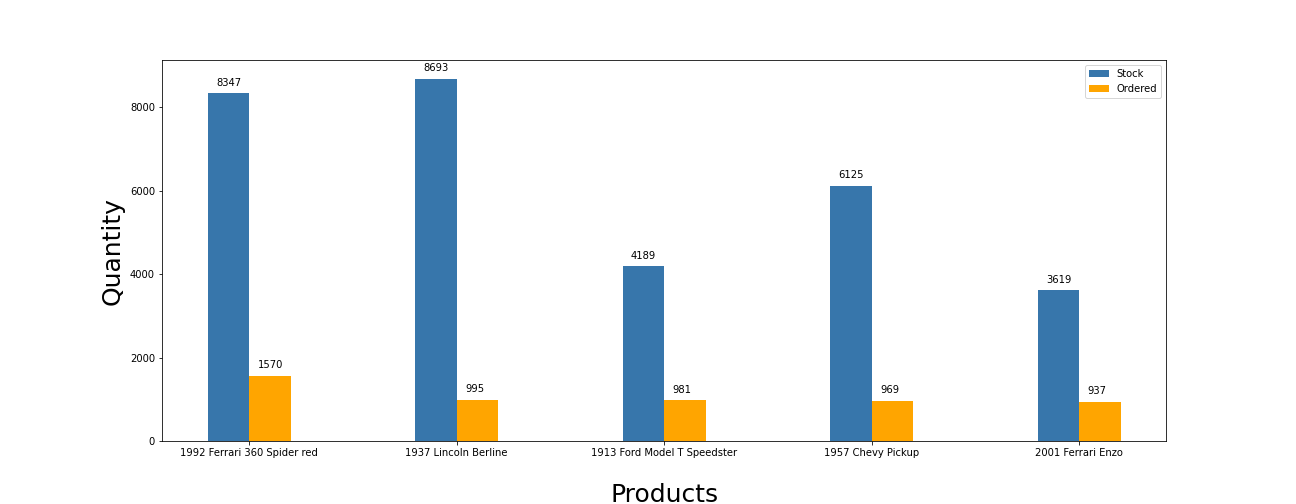 8693
8347
Stock
Ordered
8000
6125
6000
4189
4000
3619
Quantity
2000
1570
995
981
969
937
0
1992 Ferrari 360 Spider red
1937 Lincoln Berline
1913 Ford Model T Speedster
1957 Chevy Pickup
2001 Ferrari Enzo
Products